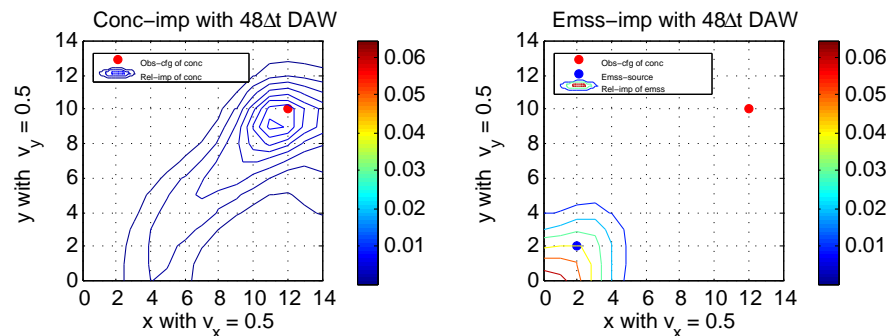 Conc−imp with 48Δt DAW
Obs−cfg of conc
Rel−imp of conc
14
12
10
8
6
4
2
0
y with v_y = 0.5
0 2 4 6 8 10 12 14
x with v_x = 0.5
0.06
0.05
0.04
0.03
0.02
0.01
Emss−imp with 48Δt DAW
Obs−cfg of conc
Emss−source
Rel−imp of emss
14
12
10
8
6
4
2
0
y with v_y = 0.5
0 2 4 6 8 10 12 14
x with v_x = 0.5
0.06
0.05
0.04
0.03
0.02
0.01